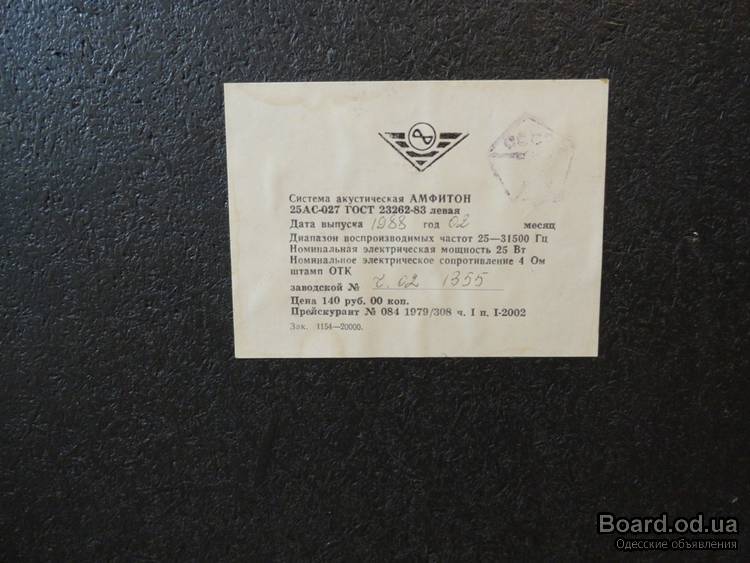 Система акустическая АМФИТОН
25АС-027 ГОСТ 23262-83 левая
Дата выпуска 1988 год 02 месяц
Диапазон воспроизводимых частот 25—31500 Гц
Номинальная электрическая мощность 25 Вт
Номинальное электрическое сопротивление 4 Ом
штамп ОТК
заводской № 02 1355
Цена 140 руб. 00 коп.
Прейскурант № 084 1979/308 ч. I п. I-2002
Зак. 1154—20000.
Board.od.ua
Одесские объявления